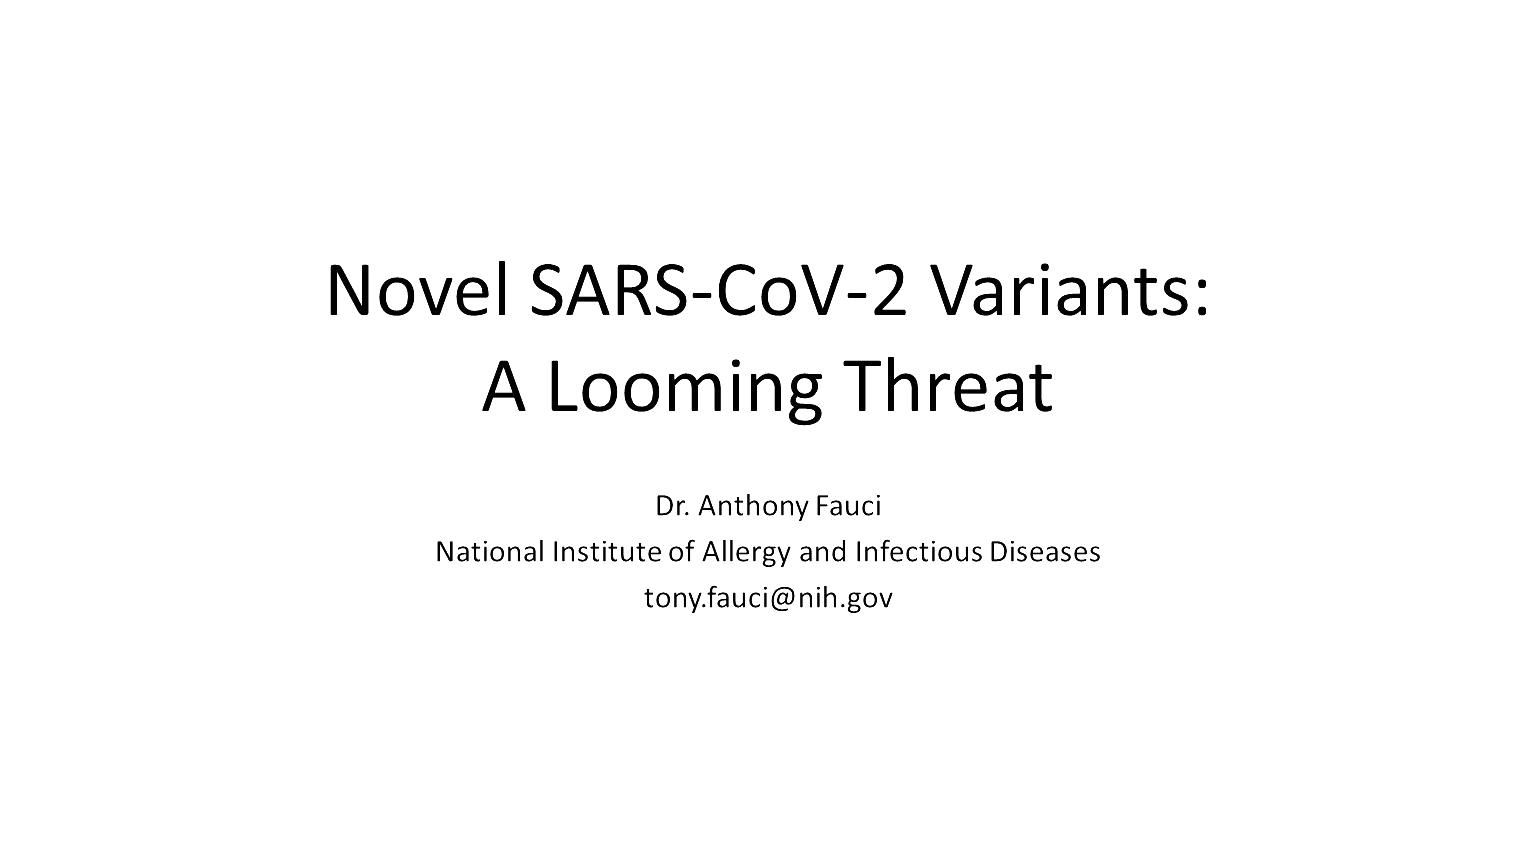 Novel SARS-CoV-2 Variants:
A Looming Threat
Dr. Anthony Fauci
National Institute of Allergy and Infectious Diseases
tony.fauci@nih.gov